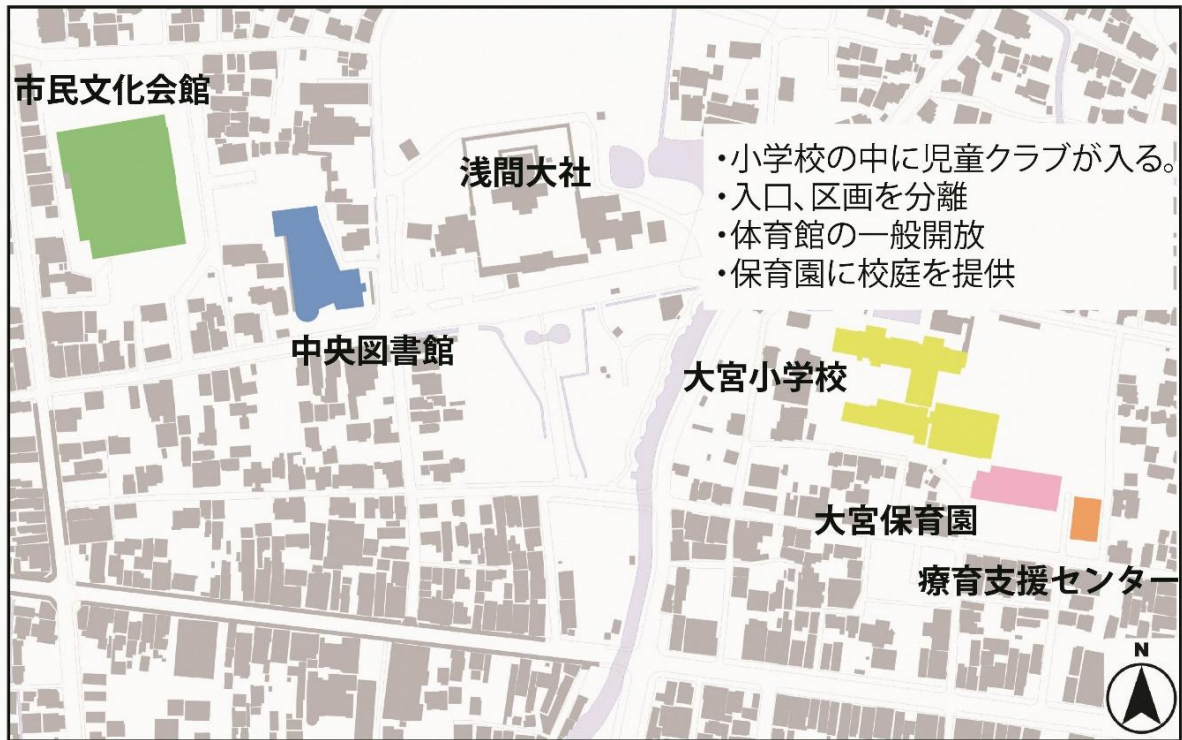 市民文化会館
浅間大社
・小学校の中に児童クラブが入る。
・入口、区画を分離
・体育館の一般開放
・保育園に校庭を提供
中央図書館
大宮小学校
大宮保育園
療育支援センター
N